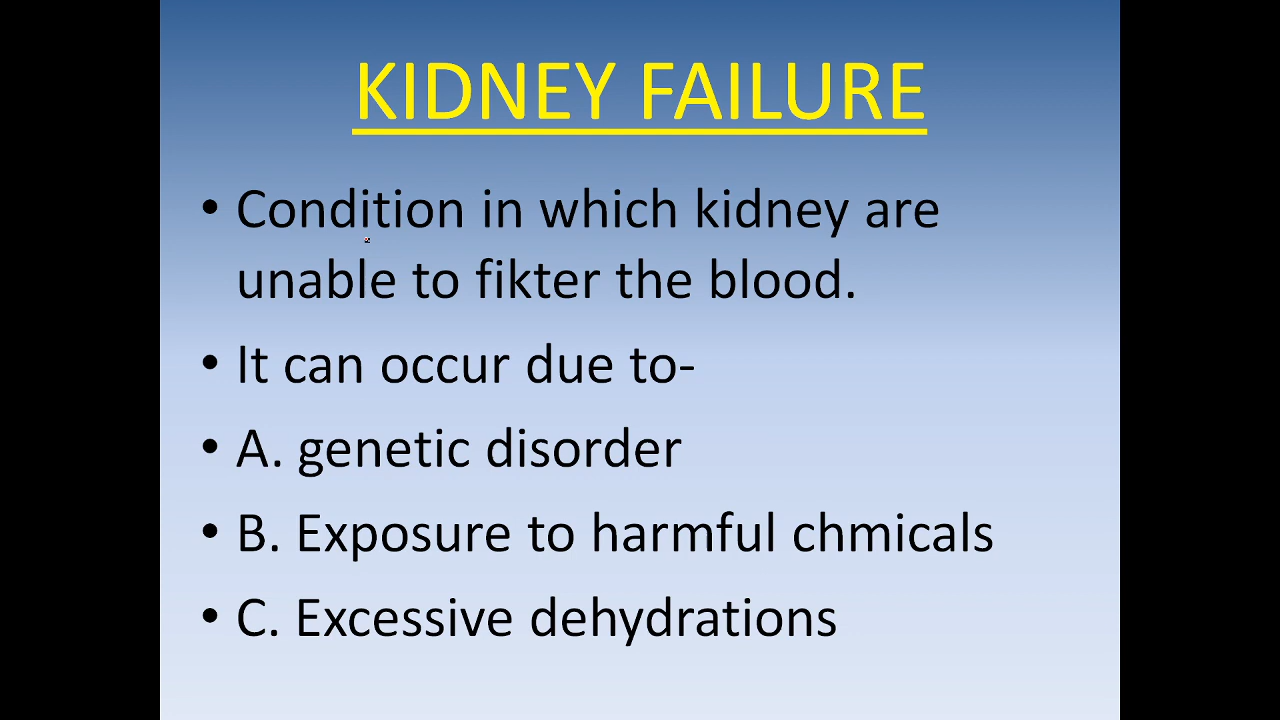 KIDNEY FAILURE
• Condition in which kidney are
unable to fikter the blood.
• It can occur due to-
• A. genetic disorder
• B. Exposure to harmful chmicals
• C. Excessive dehydrations